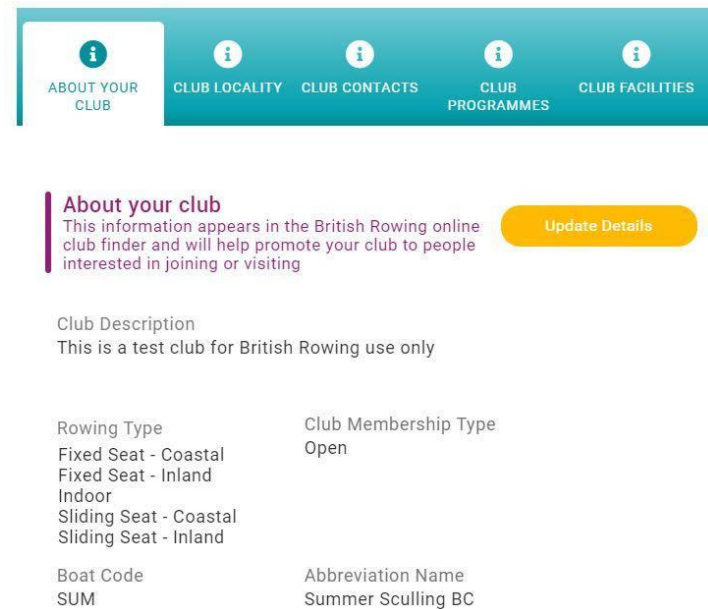 ABOUT YOUR
CLUB
CLUB LOCALITY
CLUB CONTACTS
CLUB
PROGRAMMES
CLUB FACILITIES
About your club
This information appears in the British Rowing online
club finder and will help promote your club to people
interested in joining or visiting
Update Details
Club Description
This is a test club for British Rowing use only
Rowing Type
Fixed Seat - Coastal
Fixed Seat - Inland
Indoor
Sliding Seat - Coastal
Sliding Seat - Inland
Club Membership Type
Open
Boat Code
SUM
Abbreviation Name
Summer Sculling BC